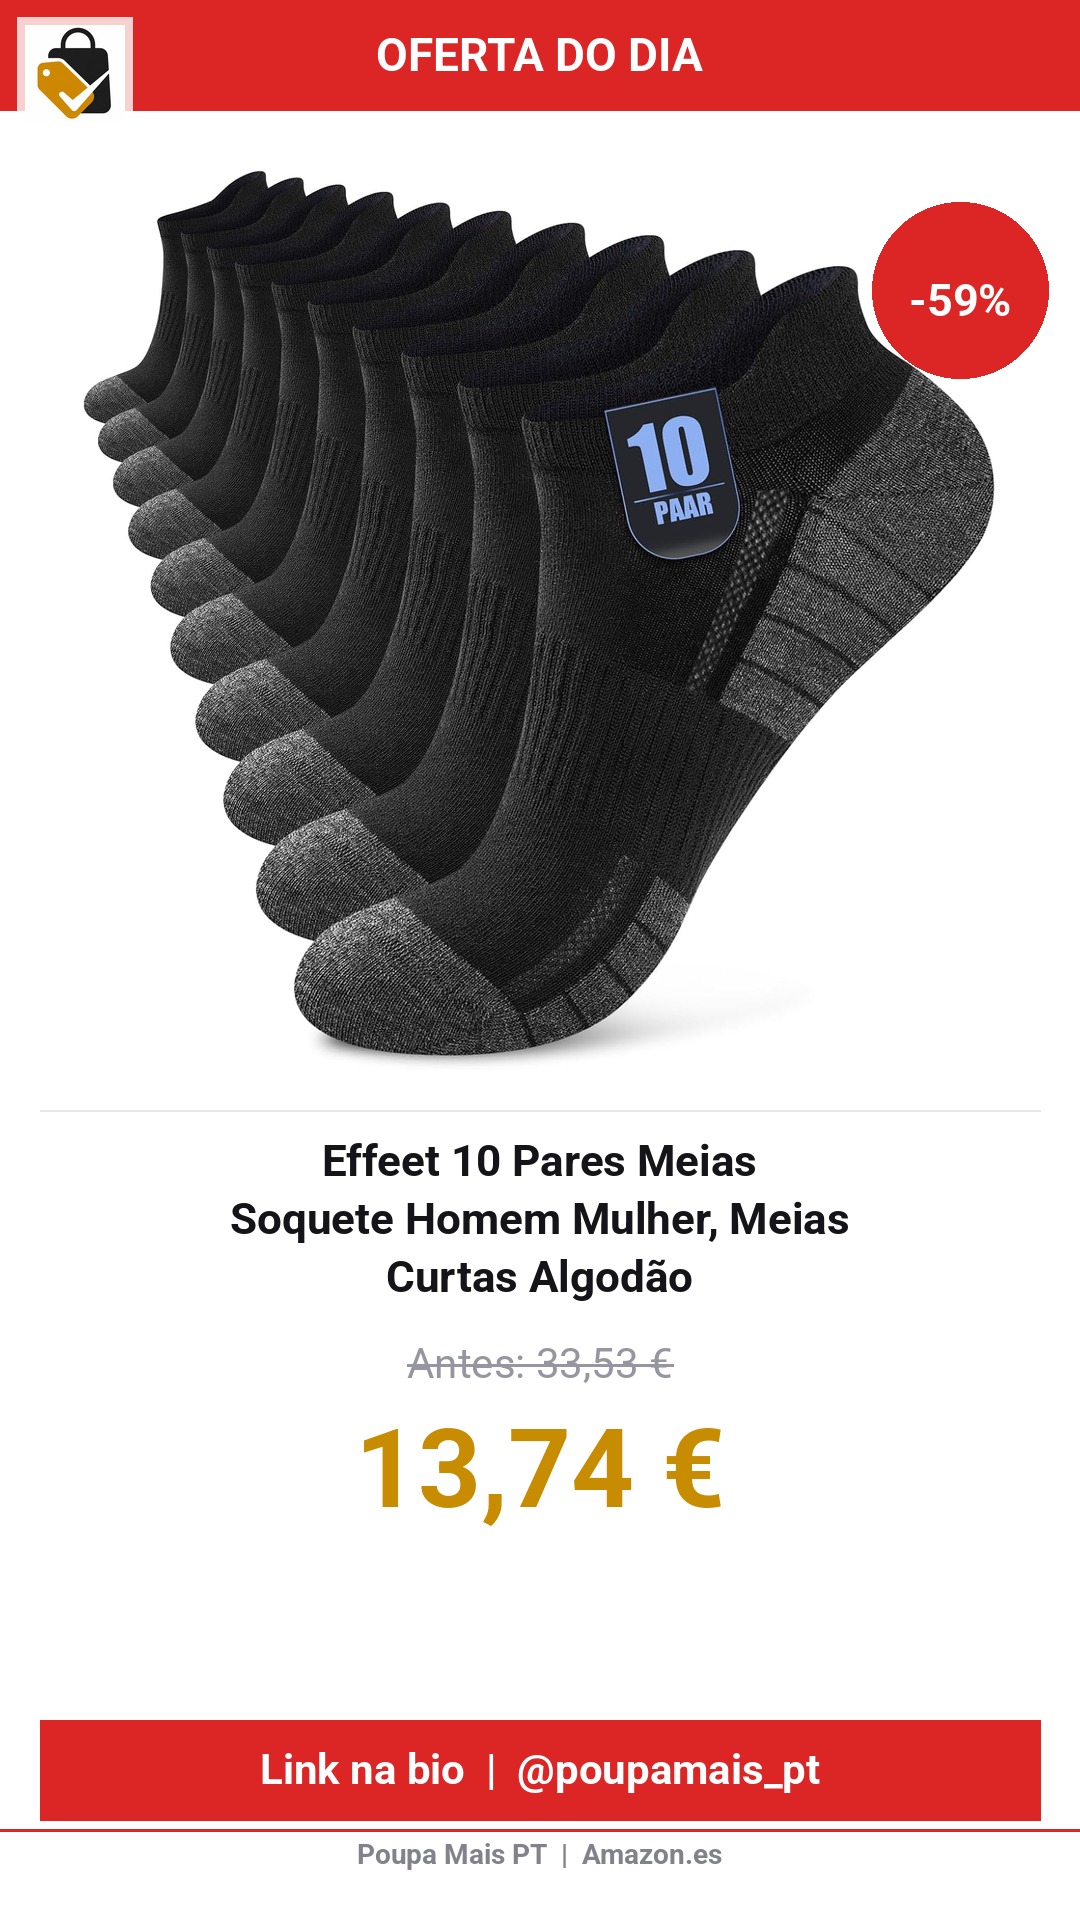 OFERTA DO DIA
-59%
10
PAAR
Effeet 10 Pares Meias
Soquete Homem Mulher, Meias
Curtas Algodão
Antes: 33,53 €
13,74 €
Link na bio | @poupamais_pt
Poupa Mais PT | Amazon.es